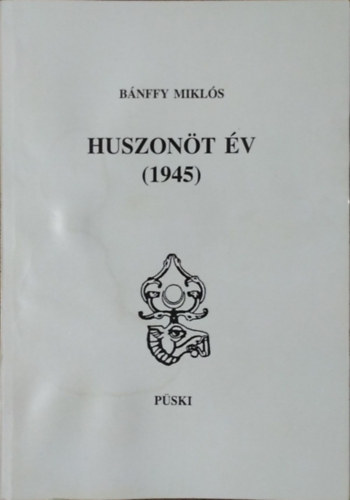 BÁNFFY MIKLÓS
HUSZONÖT ÉV
(1945)
PÜSKI